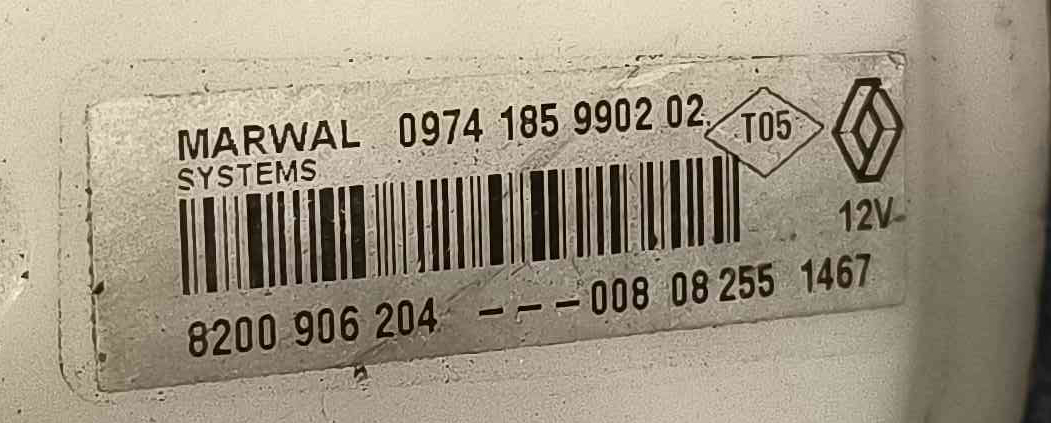 MARWAL 0974 185 9902 02. T05
SYSTEMS
12V
8200 906 204 ---008 08 255 1467